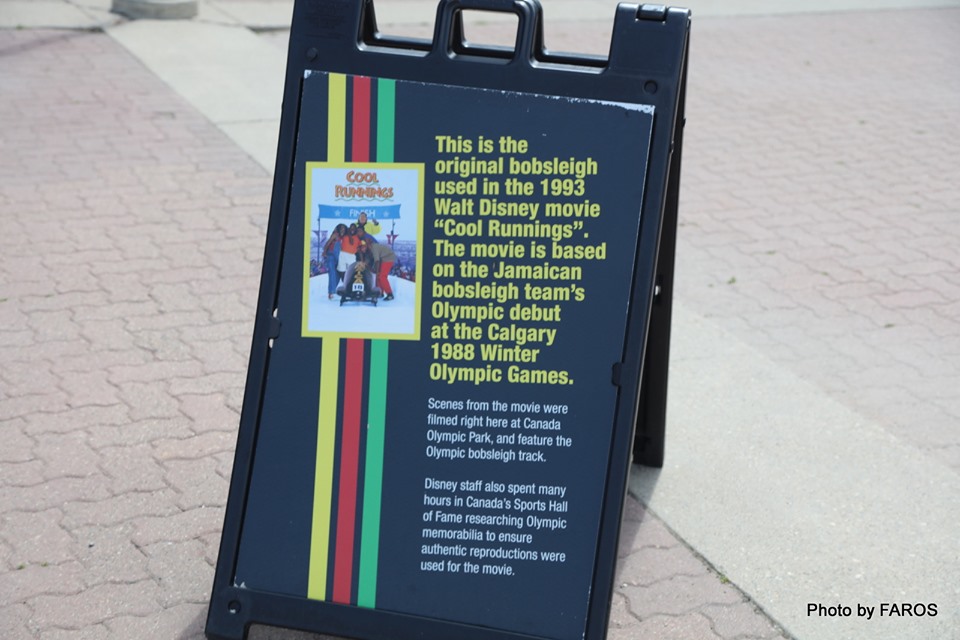 COOL
RUNNINGS
FINISH
This is the
original bobsleigh
used in the 1993
Walt Disney movie
“Cool Runnings”.
The movie is based
on the Jamaican
bobsleigh team’s
Olympic debut
at the Calgary
1988 Winter
Olympic Games.
Scenes from the movie were
filmed right here at Canada
Olympic Park, and feature the
Olympic bobsleigh track.
Disney staff also spent many
hours in Canada’s Sports Hall
of Fame researching Olympic
memorabilia to ensure
authentic reproductions were
used for the movie.
Photo by FAROS